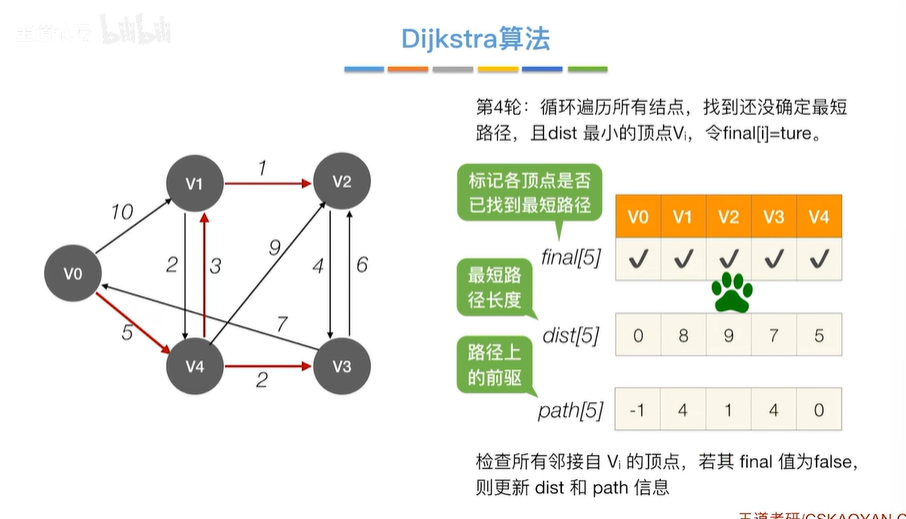 bilibili
Dijkstra算法
第4轮：循环遍历所有结点，找到还没确定最短
路径，且dist 最小的顶点Vi，令final[i]=ture。
标记各顶点是否
已找到最短路径
V0 V1 V2 V3 V4
final[5] ✓ ✓ ✓ ✓ ✓
最短路
径长度
dist[5] 0 8 9 7 5
路径上
的前驱
path[5] -1 4 1 4 0
检查所有邻接自 Vi 的顶点，若其 final 值为false，
则更新 dist 和 path 信息
V1 1 V2
10
9
V0 2 3 4 6
7
5
V4 V3
2